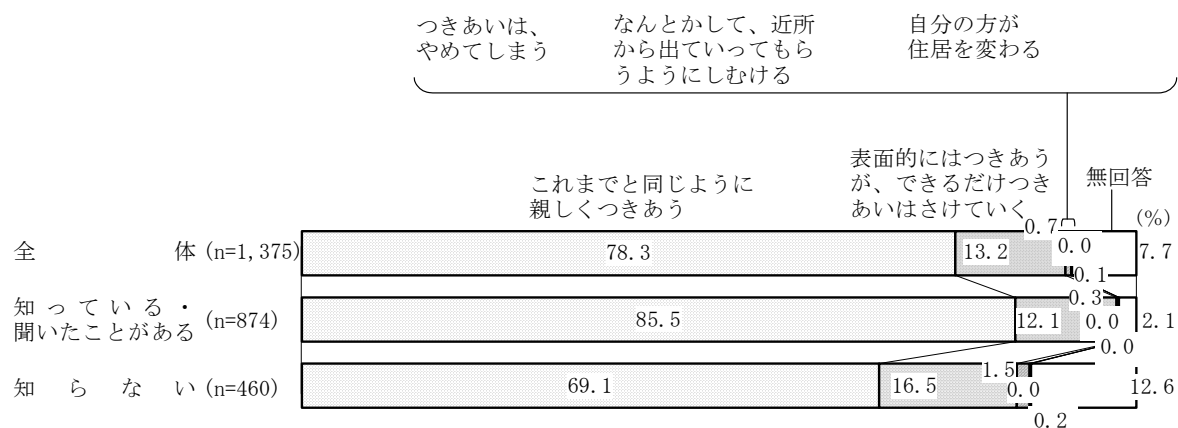 つきあいは、
やめてしまう
なんとかして、近所
から出ていってもら
うようにしむける
自分の方が
住居を変わる
これまでと同じように
親しくつきあう
表面的にはつきあう
が、できるだけつき
あいはさけていく
無回答
(%)
全 体 (n=1,375)
78.3
13.2
0.7
0.0
0.1
7.7
知っている・
聞いたことがある (n=874)
85.5
12.1
0.3
0.0
0.0
2.1
知らない (n=460)
69.1
16.5
1.5
0.0
0.2
12.6